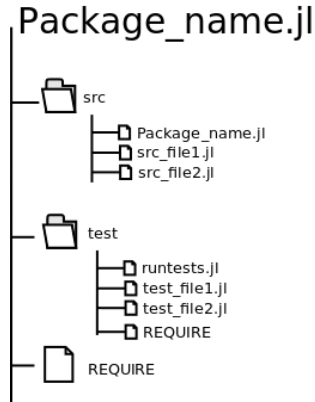 Package_name.jl
src
Package_name.jl
src_file1.jl
src_file2.jl
test
runtests.jl
test_file1.jl
test_file2.jl
REQUIRE
REQUIRE